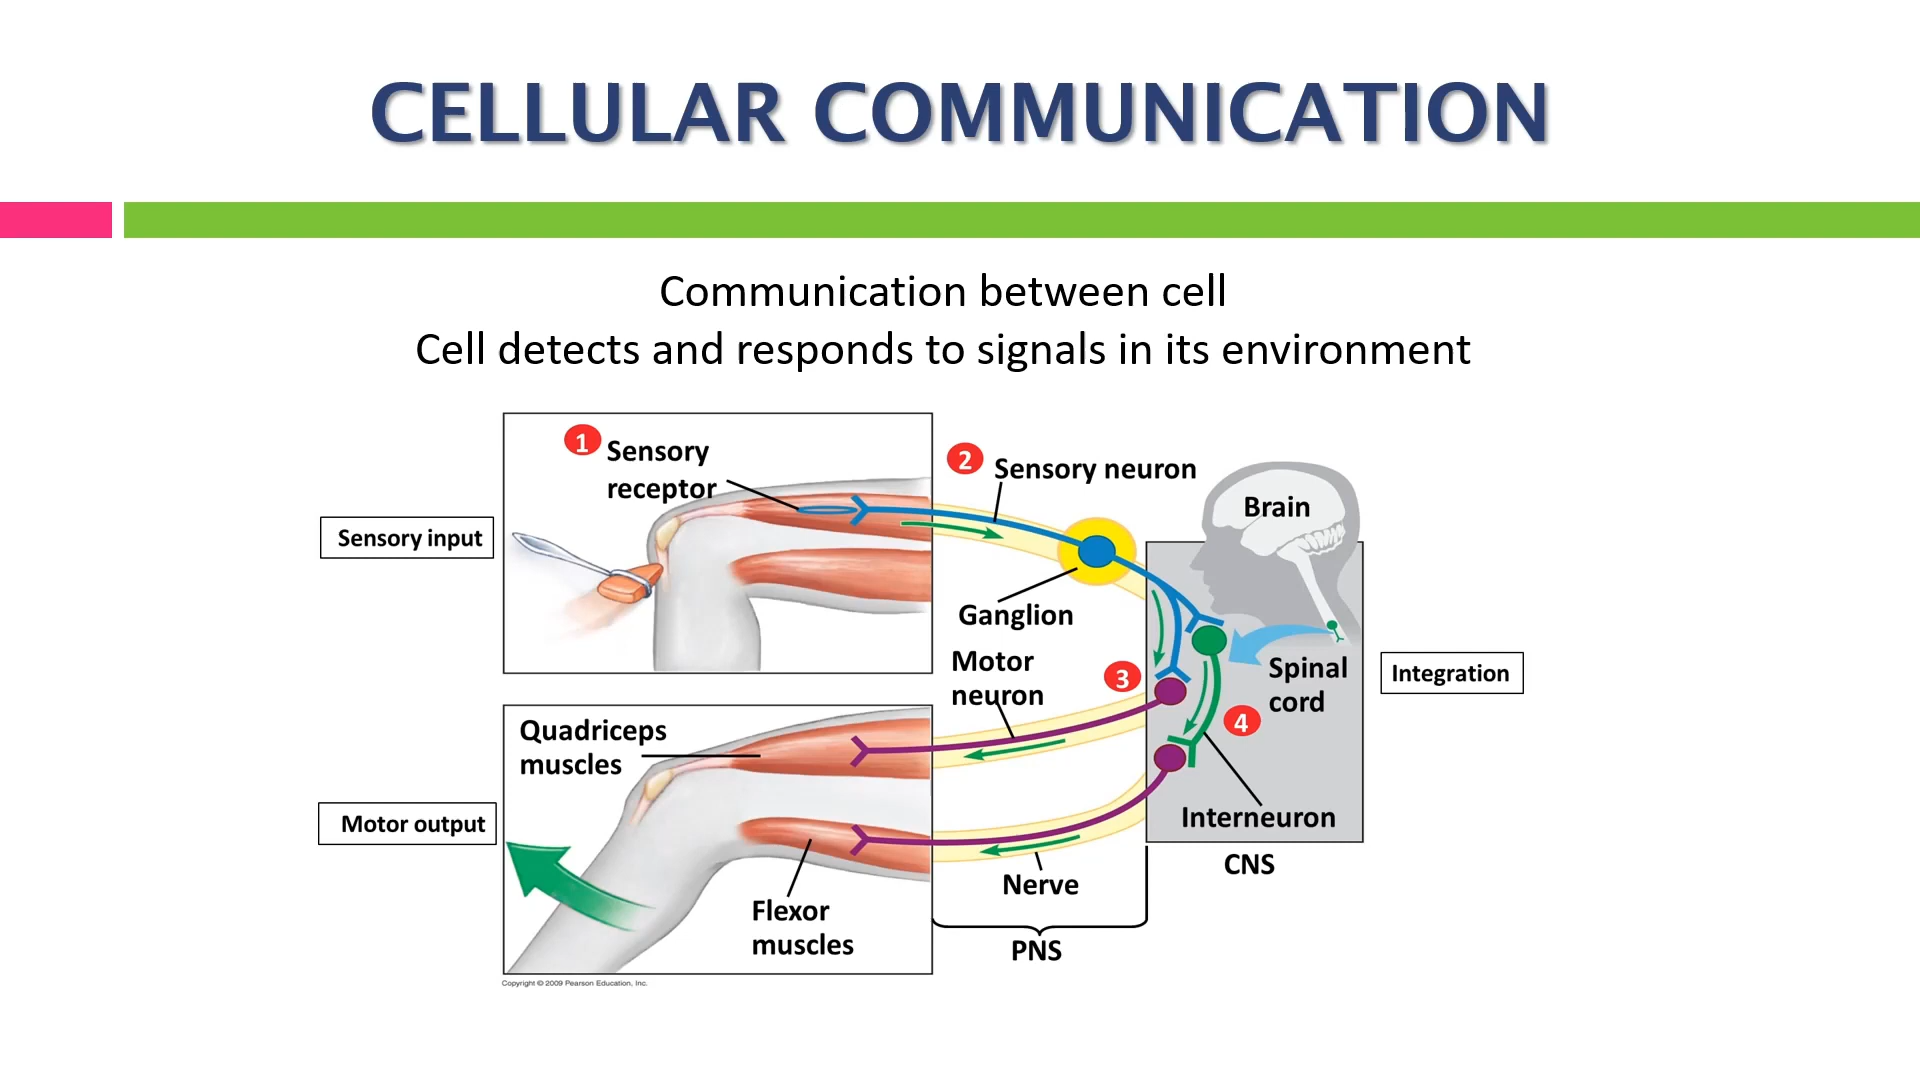 CELLULAR COMMUNICATION
Communication between cell
Cell detects and responds to signals in its environment
1
Sensory
receptor
2
Sensory neuron
Brain
Sensory input
Ganglion
Motor
neuron
3
Spinal
cord
Integration
4
Quadriceps
muscles
Interneuron
Motor output
CNS
Nerve
Flexor
muscles
PNS
Copyright © 2009 Pearson Education, Inc.